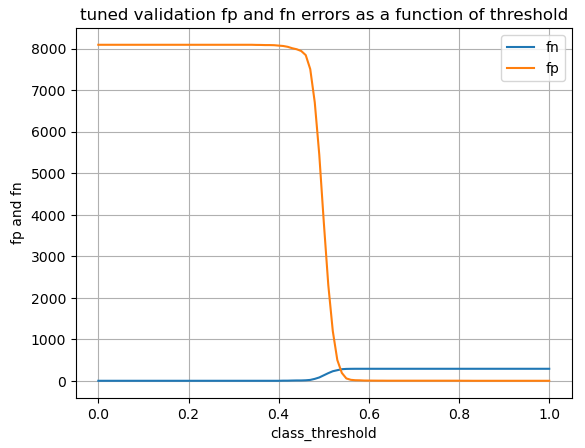 tuned validation fp and fn errors as a function of threshold
fn
fp
8000
7000
6000
5000
4000
3000
2000
1000
0
fp and fn
0.0 0.2 0.4 0.6 0.8 1.0
class_threshold